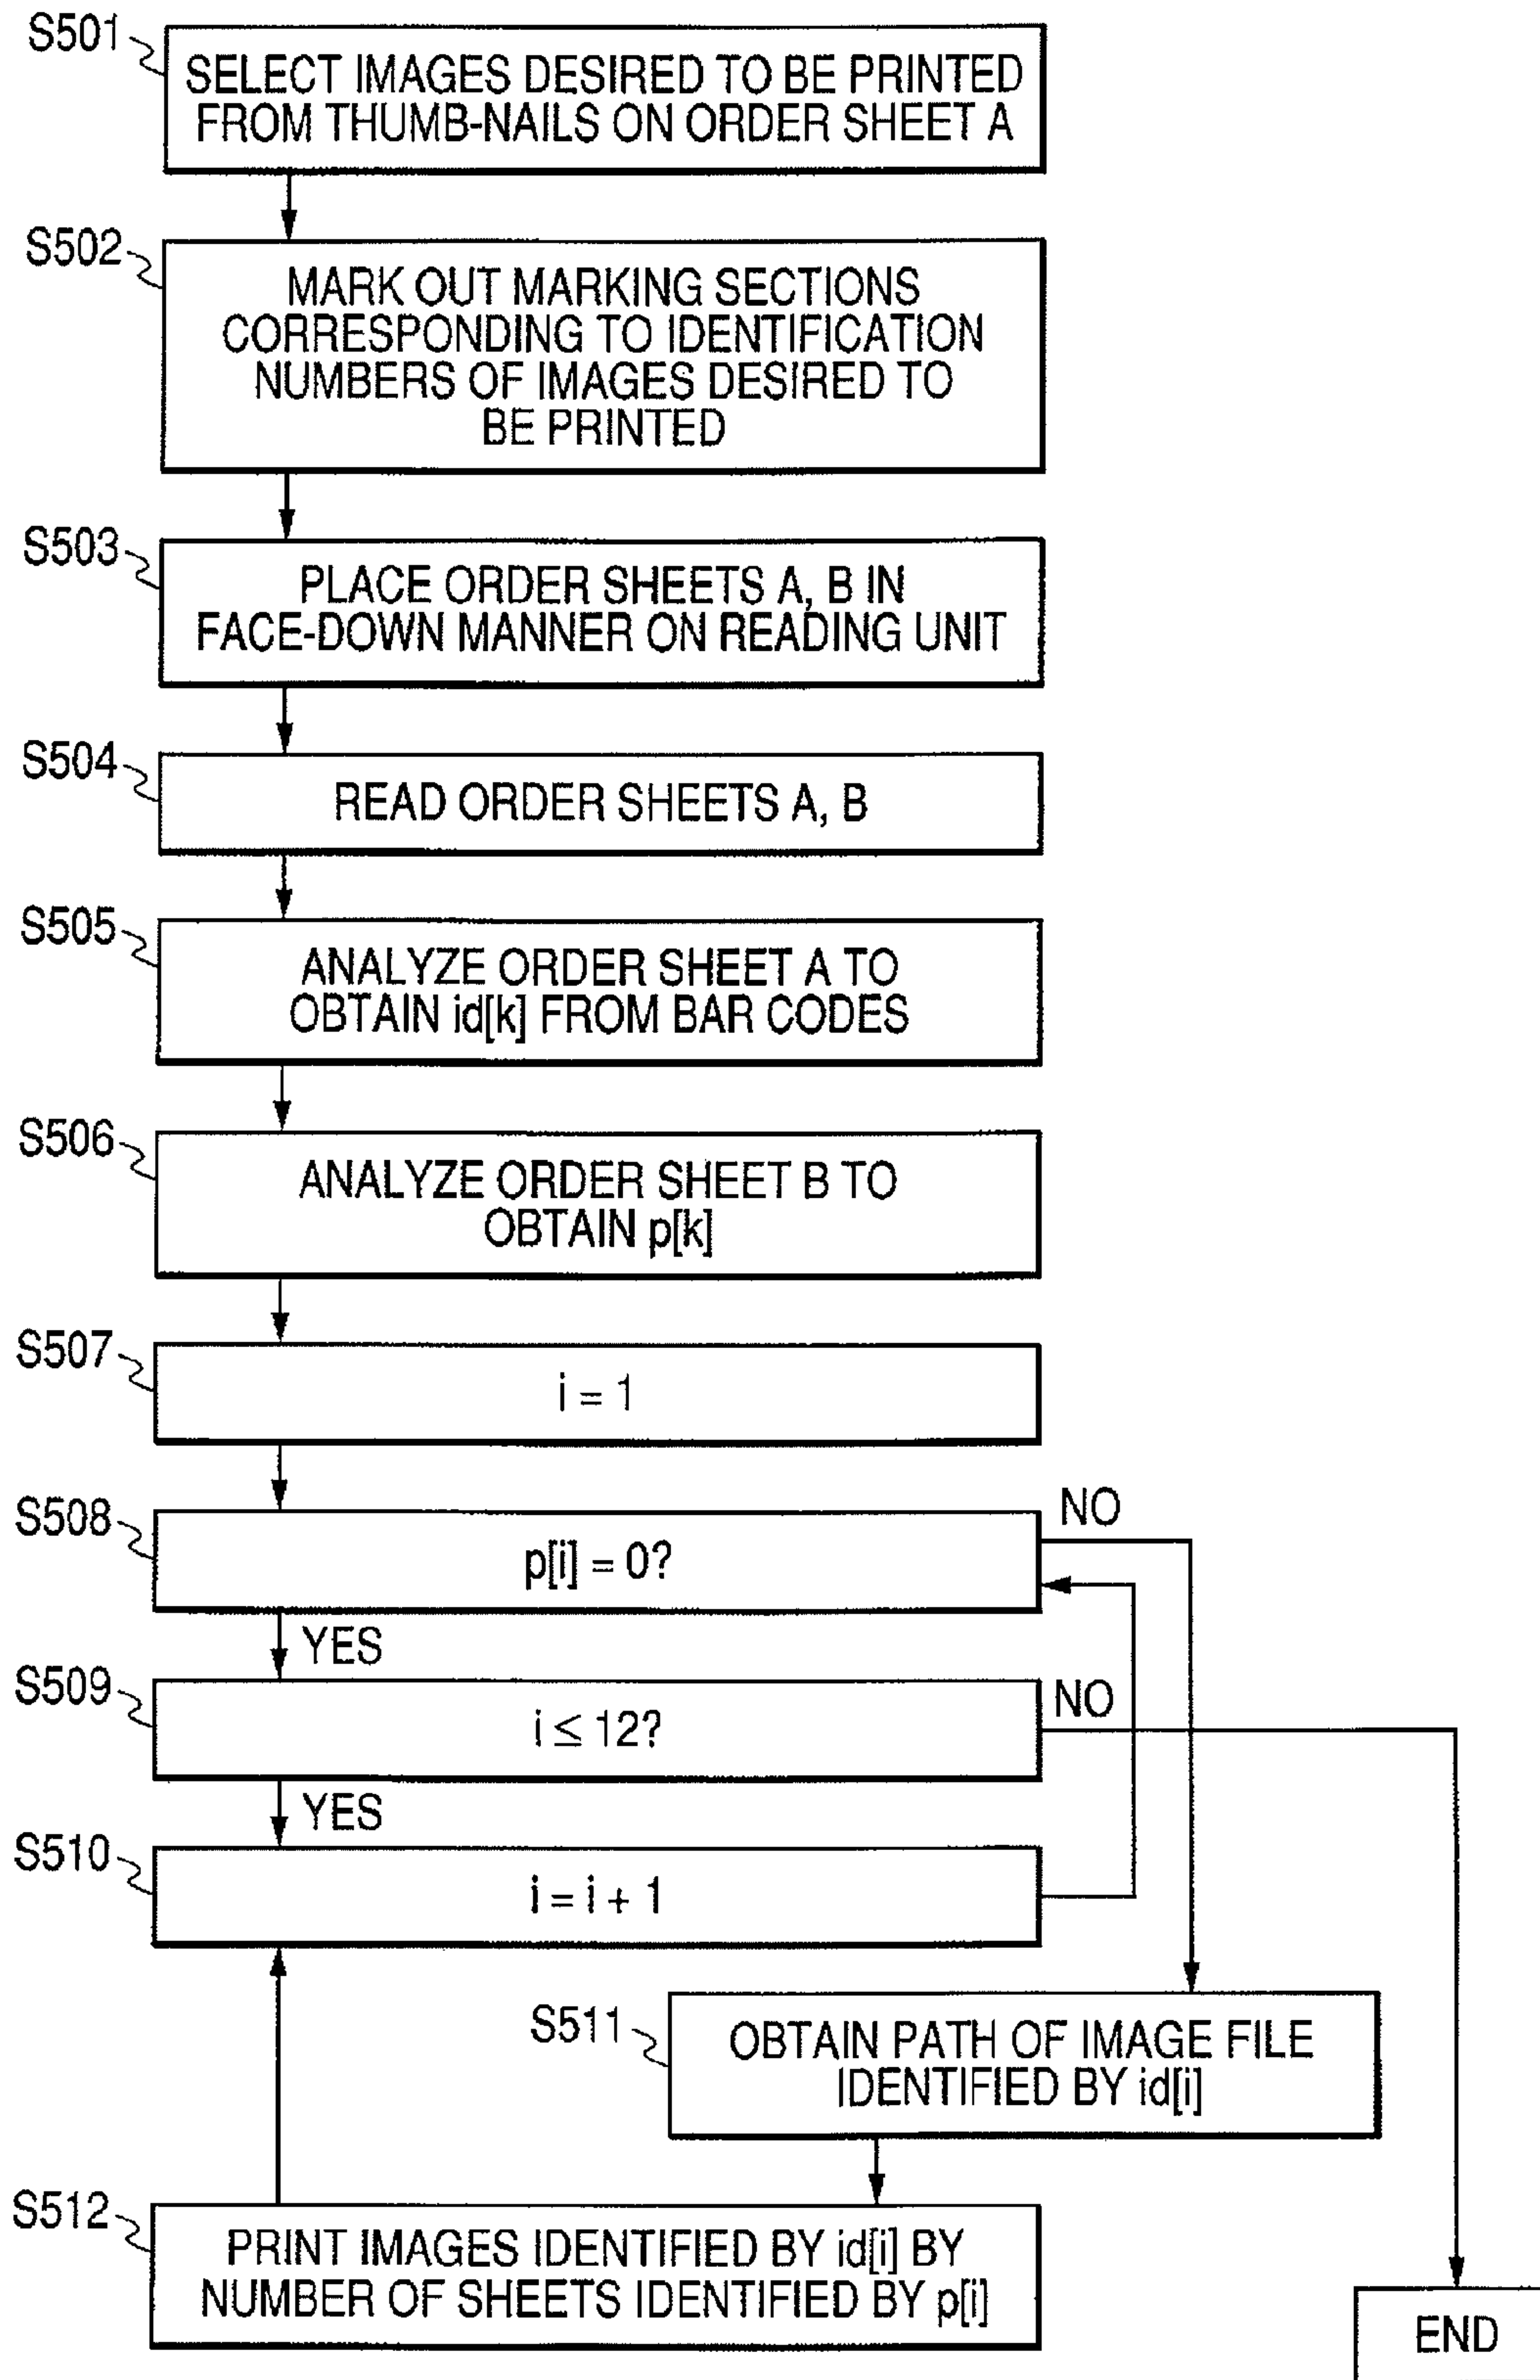 S501
SELECT IMAGES DESIRED TO BE PRINTED
FROM THUMB-NAILS ON ORDER SHEET A
S502
MARK OUT MARKING SECTIONS
CORRESPONDING TO IDENTIFICATION
NUMBERS OF IMAGES DESIRED TO
BE PRINTED
S503
PLACE ORDER SHEETS A, B IN
FACE-DOWN MANNER ON READING UNIT
S504
READ ORDER SHEETS A, B
S505
ANALYZE ORDER SHEET A TO
OBTAIN id[k] FROM BAR CODES
S506
ANALYZE ORDER SHEET B TO
OBTAIN p[k]
S507
i = 1
S508
p[i] = 0?
NO
YES
S509
i ≤ 12?
NO
YES
S510
i = i + 1
S511
OBTAIN PATH OF IMAGE FILE
IDENTIFIED BY id[i]
S512
PRINT IMAGES IDENTIFIED BY id[i] BY
NUMBER OF SHEETS IDENTIFIED BY p[i]
END